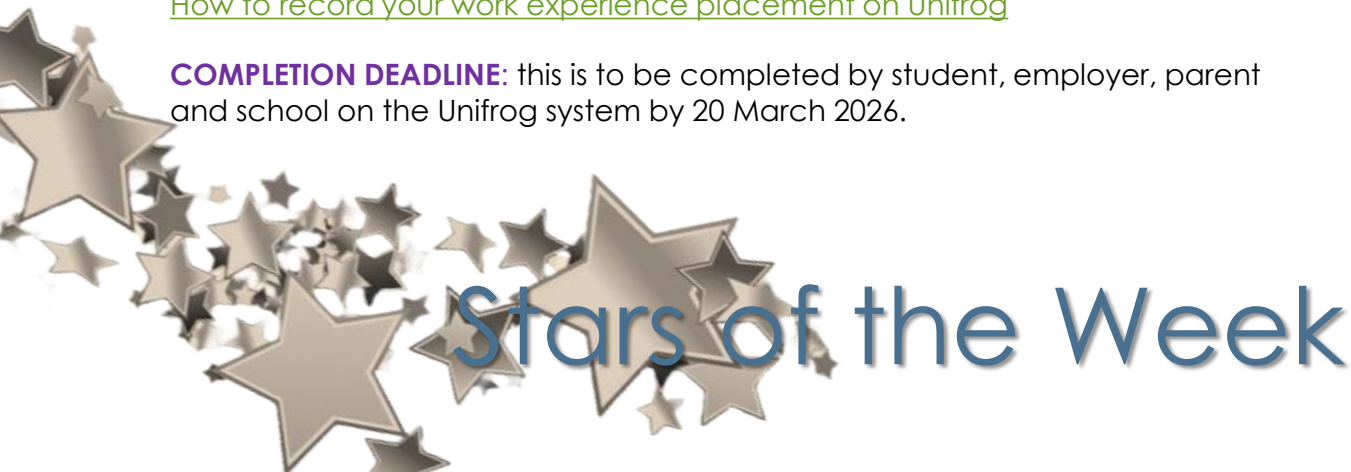 How to record your work experience placement on Unifrog
COMPLETION DEADLINE: this is to be completed by student, employer, parent
and school on the Unifrog system by 20 March 2026.
Stars of the Week